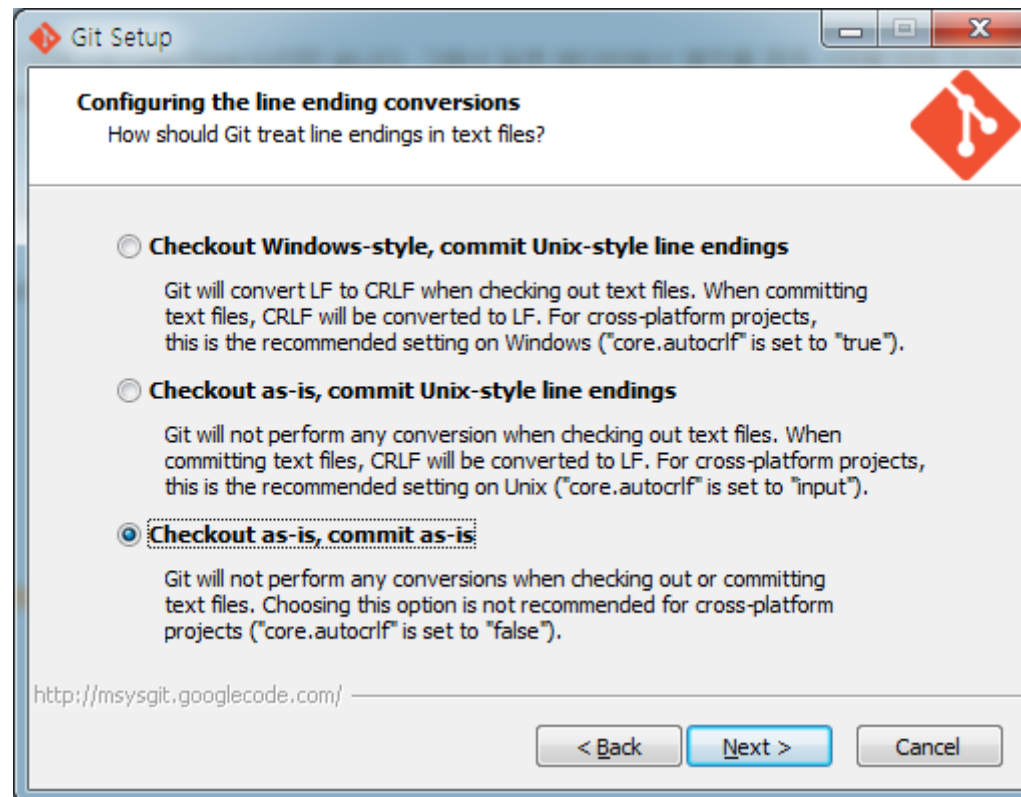 Git Setup
Configuring the line ending conversions
How should Git treat line endings in text files?
Checkout Windows-style, commit Unix-style line endings
Git will convert LF to CRLF when checking out text files. When committing
text files, CRLF will be converted to LF. For cross-platform projects,
this is the recommended setting on Windows ("core.autocrlf" is set to "true").
Checkout as-is, commit Unix-style line endings
Git will not perform any conversion when checking out text files. When
committing text files, CRLF will be converted to LF. For cross-platform projects,
this is the recommended setting on Unix ("core.autocrlf" is set to "input").
Checkout as-is, commit as-is
Git will not perform any conversions when checking out or committing
text files. Choosing this option is not recommended for cross-platform
projects ("core.autocrlf" is set to "false").
http://msysgit.googlecode.com/
< Back
Next >
Cancel